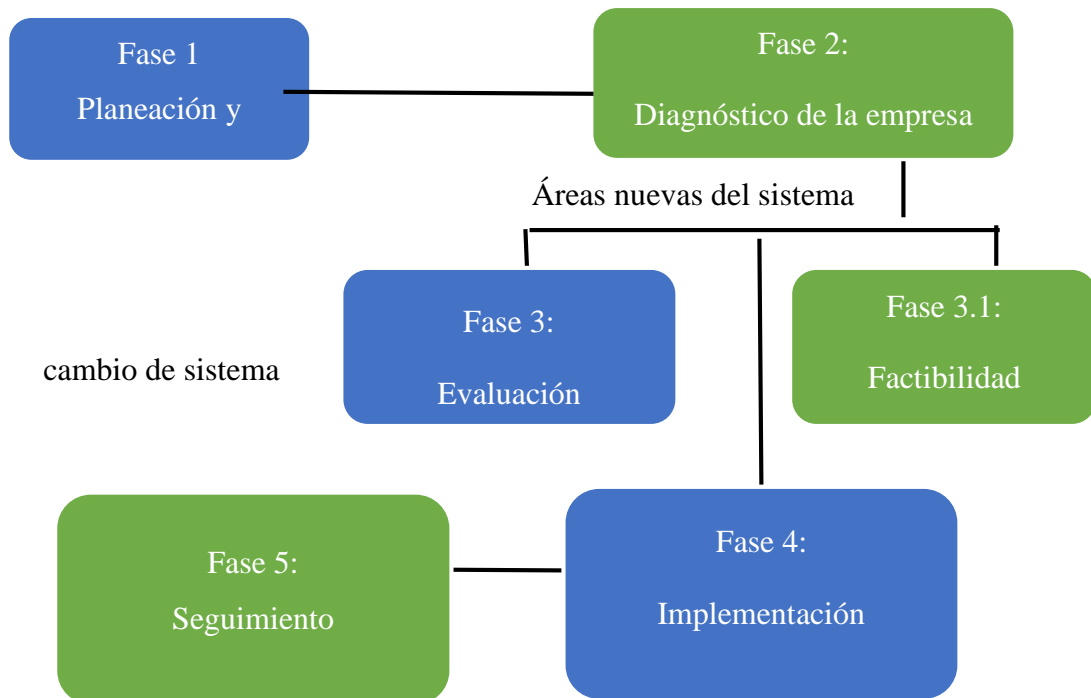 Fase 1
Planeación y
Fase 2:
Diagnóstico de la empresa
Áreas nuevas del sistema
Fase 3:
Evaluación
Fase 3.1:
Factibilidad
cambio de sistema
Fase 5:
Seguimiento
Fase 4:
Implementación